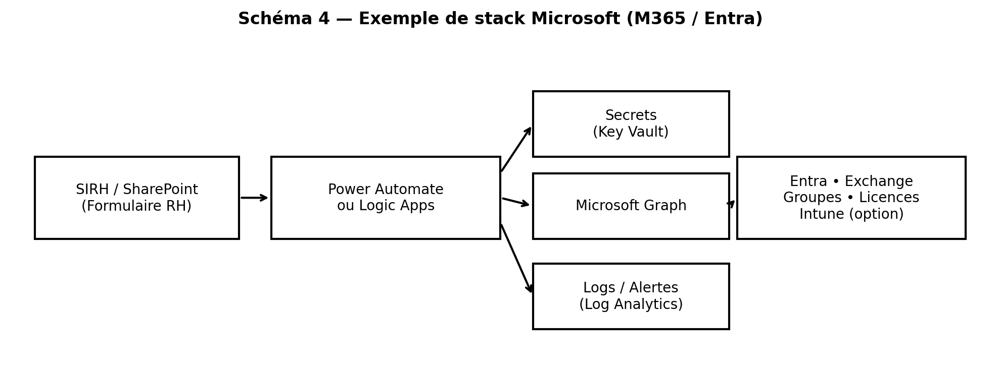 Schéma 4 — Exemple de stack Microsoft (M365 / Entra)
SIRH / SharePoint
(Formulaire RH)
Power Automate
ou Logic Apps
Secrets
(Key Vault)
Microsoft Graph
Logs / Alertes
(Log Analytics)
Entra • Exchange
Groupes • Licences
Intune (option)